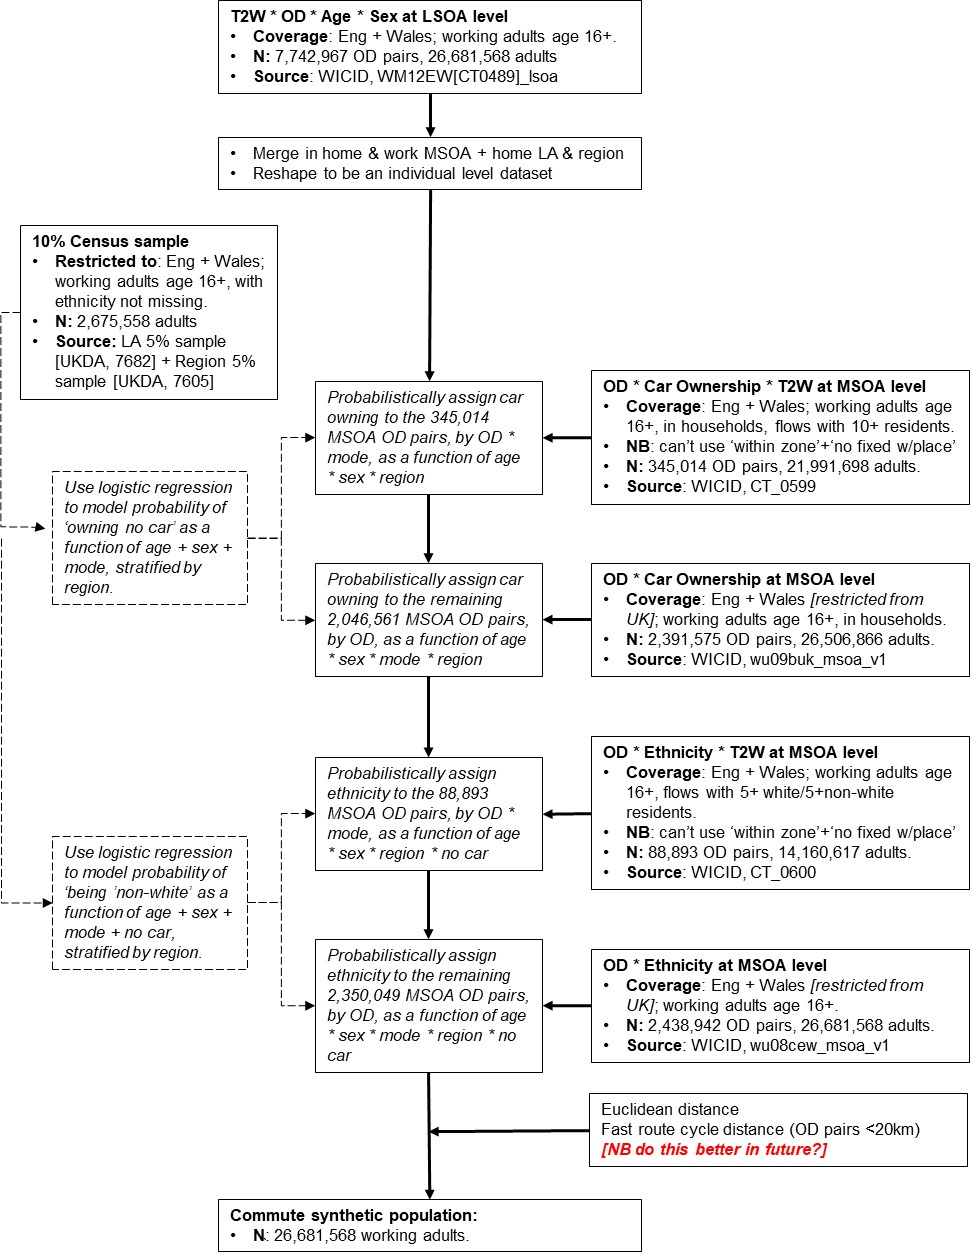 T2W * OD * Age * Sex at LSOA level
• Coverage: Eng + Wales; working adults age 16+.
• N: 7,742,967 OD pairs, 26,681,568 adults
• Source: WICID, WM12EW[CT0489]_lsoa
• Merge in home & work MSOA + home LA & region
• Reshape to be an individual level dataset
10% Census sample
• Restricted to: Eng + Wales;
working adults age 16+, with
ethnicity not missing.
• N: 2,675,558 adults
• Source: LA 5% sample
[UKDA, 7682] + Region 5%
sample [UKDA, 7605]
Probabilistically assign car
owning to the 345,014
MSOA OD pairs, by OD *
mode, as a function of age
* sex * region
OD * Car Ownership * T2W at MSOA level
• Coverage: Eng + Wales; working adults age
16+, in households, flows with 10+ residents.
• NB: can't use ‘within zone’+‘no fixed w/place’
• N: 345,014 OD pairs, 21,991,698 adults.
• Source: WICID, CT_0599
Use logistic regression
to model probability of
‘owning no car’ as a
function of age + sex +
mode, stratified by
region.
Probabilistically assign car
owning to the remaining
2,046,561 MSOA OD pairs,
by OD, as a function of age
* sex * mode * region
OD * Car Ownership at MSOA level
• Coverage: Eng + Wales [restricted from
UK]; working adults age 16+, in households.
• N: 2,391,575 OD pairs, 26,506,866 adults.
• Source: WICID, wu09buk_msoa_v1
Probabilistically assign
ethnicity to the 88,893
MSOA OD pairs, by OD *
mode, as a function of age
* sex * region * no car
OD * Ethnicity * T2W at MSOA level
• Coverage: Eng + Wales; working adults age
16+, flows with 5+ white/5+non-white
residents.
• NB: can't use ‘within zone’+‘no fixed w/place’
• N: 88,893 OD pairs, 14,160,617 adults.
• Source: WICID, CT_0600
Use logistic regression
to model probability of
‘being ’non-white’ as a
function of age + sex +
mode + no car,
stratified by region.
Probabilistically assign
ethnicity to the remaining
2,350,049 MSOA OD pairs,
by OD, as a function of age
* sex * mode * region * no
car
OD * Ethnicity at MSOA level
• Coverage: Eng + Wales [restricted from
UK]; working adults age 16+.
• N: 2,438,942 OD pairs, 26,681,568 adults.
• Source: WICID, wu08cew_msoa_v1
Euclidean distance
Fast route cycle distance (OD pairs <20km)
[NB do this better in future?]
Commute synthetic population:
• N: 26,681,568 working adults.